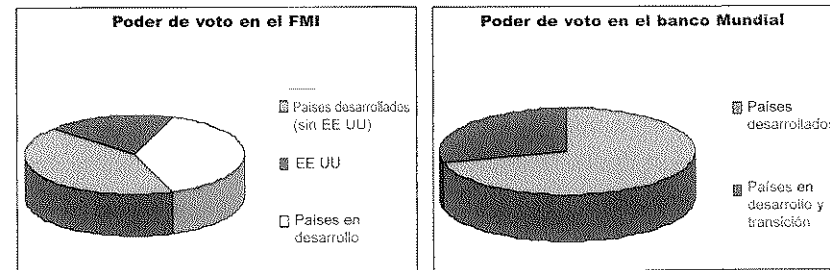 Poder de voto en el FMI
Países desarrollados
(sin EE UU)
EE UU
Países en
desarrollo
Poder de voto en el banco Mundial
Países
desarrollados
Países en
desarrollo y
transición